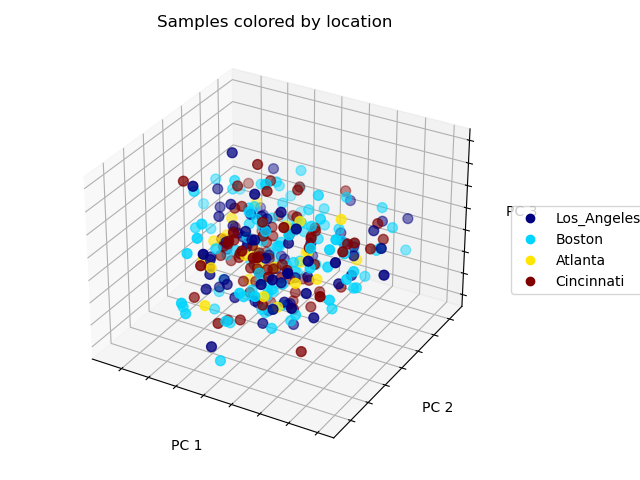 Samples colored by location
PC 3
Los_Angeles
Boston
Atlanta
Cincinnati
PC 2
PC 1